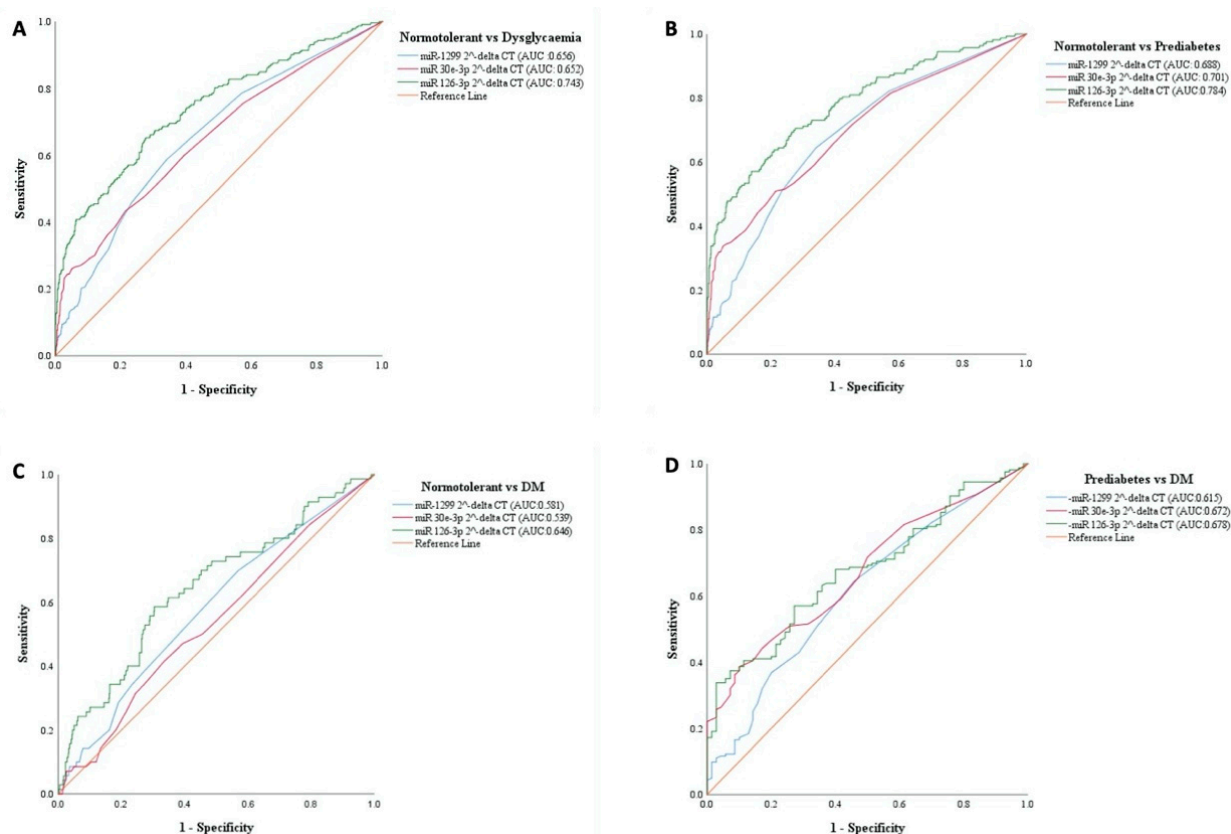 A
Normotolerant vs Dysglycaemia
miR-1299 2^-delta CT (AUC :0.656)
miR 30e-3p 2^-delta CT (AUC: 0.652)
miR 126-3p 2^-delta CT (AUC: 0.743)
Reference Line
1.0
0.8
0.6
0.4
0.2
0.0
Sensitivity
0.0 0.2 0.4 0.6 0.8 1.0
1 - Specificity
B
Normotolerant vs Prediabetes
miR-1299 2^-delta CT (AUC: 0.688)
miR 30e-3p 2^-delta CT (AUC: 0.701)
miR 126-3p 2^-delta CT (AUC:0.784)
Reference Line
1.0
0.8
0.6
0.4
0.2
0.0
Sensitivity
0.0 0.2 0.4 0.6 0.8 1.0
1 - Specificity
C
Normotolerant vs DM
miR-1299 2^-delta CT (AUC:0.581)
miR 30e-3p 2^-delta CT (AUC:0.539)
miR 126-3p 2^-delta CT (AUC:0.646)
Reference Line
1.0
0.8
0.6
0.4
0.2
0.0
Sensitivity
0.0 0.2 0.4 0.6 0.8 1.0
1 - Specificity
D
Prediabetes vs DM
-miR-1299 2^-delta CT (AUC:0.615)
-miR 30e-3p 2^-delta CT (AUC:0.672)
-miR 126-3p 2^-delta CT (AUC:0.678)
Reference Line
1.0
0.8
0.6
0.4
0.2
0.0
Sensitivity
0.0 0.2 0.4 0.6 0.8 1.0
1 - Specificity